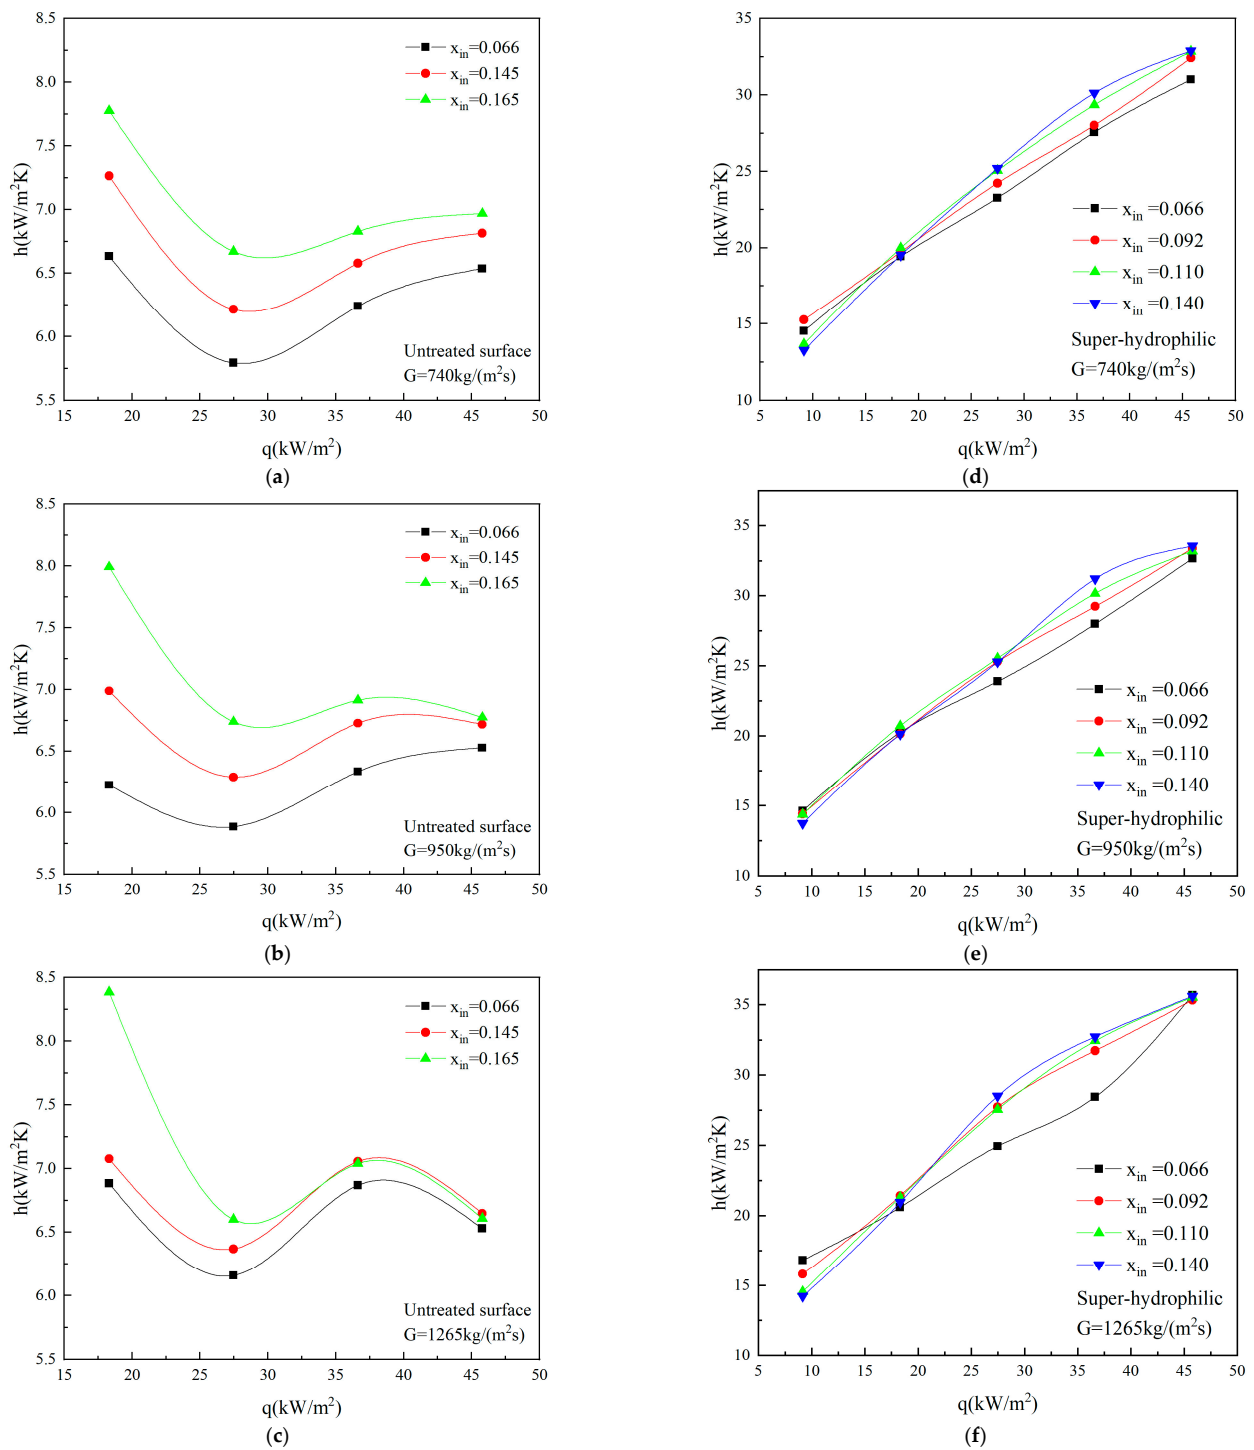 8.5
8.0
7.5
7.0
6.5
6.0
5.5
h(kW/m²K)
xin=0.066
xin=0.145
xin=0.165
Untreated surface
G=740kg/(m²s)
15 20 25 30 35 40 45 50
q(kW/m²)
(a)
35
30
25
20
15
10
h(kW/m²K)
xin=0.066
xin=0.092
xin=0.110
xin=0.140
Super-hydrophilic
G=740kg/(m²s)
5 10 15 20 25 30 35 40 45 50
q(kW/m²)
(d)
8.5
8.0
7.5
7.0
6.5
6.0
5.5
h(kW/m²K)
xin=0.066
xin=0.145
xin=0.165
Untreated surface
G=950kg/(m²s)
15 20 25 30 35 40 45 50
q(kW/m²)
(b)
35
30
25
20
15
10
h(kW/m²K)
xin =0.066
xin =0.092
xin =0.110
xin =0.140
Super-hydrophilic
G=950kg/(m²s)
5 10 15 20 25 30 35 40 45 50
q(kW/m²)
(e)
8.5
8.0
7.5
7.0
6.5
6.0
5.5
h(kW/m²K)
xin=0.066
xin=0.145
xin=0.165
Untreated surface
G=1265kg/(m²s)
15 20 25 30 35 40 45 50
q(kW/m²)
(c)
35
30
25
20
15
10
h(kW/m²K)
xin =0.066
xin =0.092
xin =0.110
xin =0.140
Super-hydrophilic
G=1265kg/(m²s)
5 10 15 20 25 30 35 40 45 50
q(kW/m²)
(f)